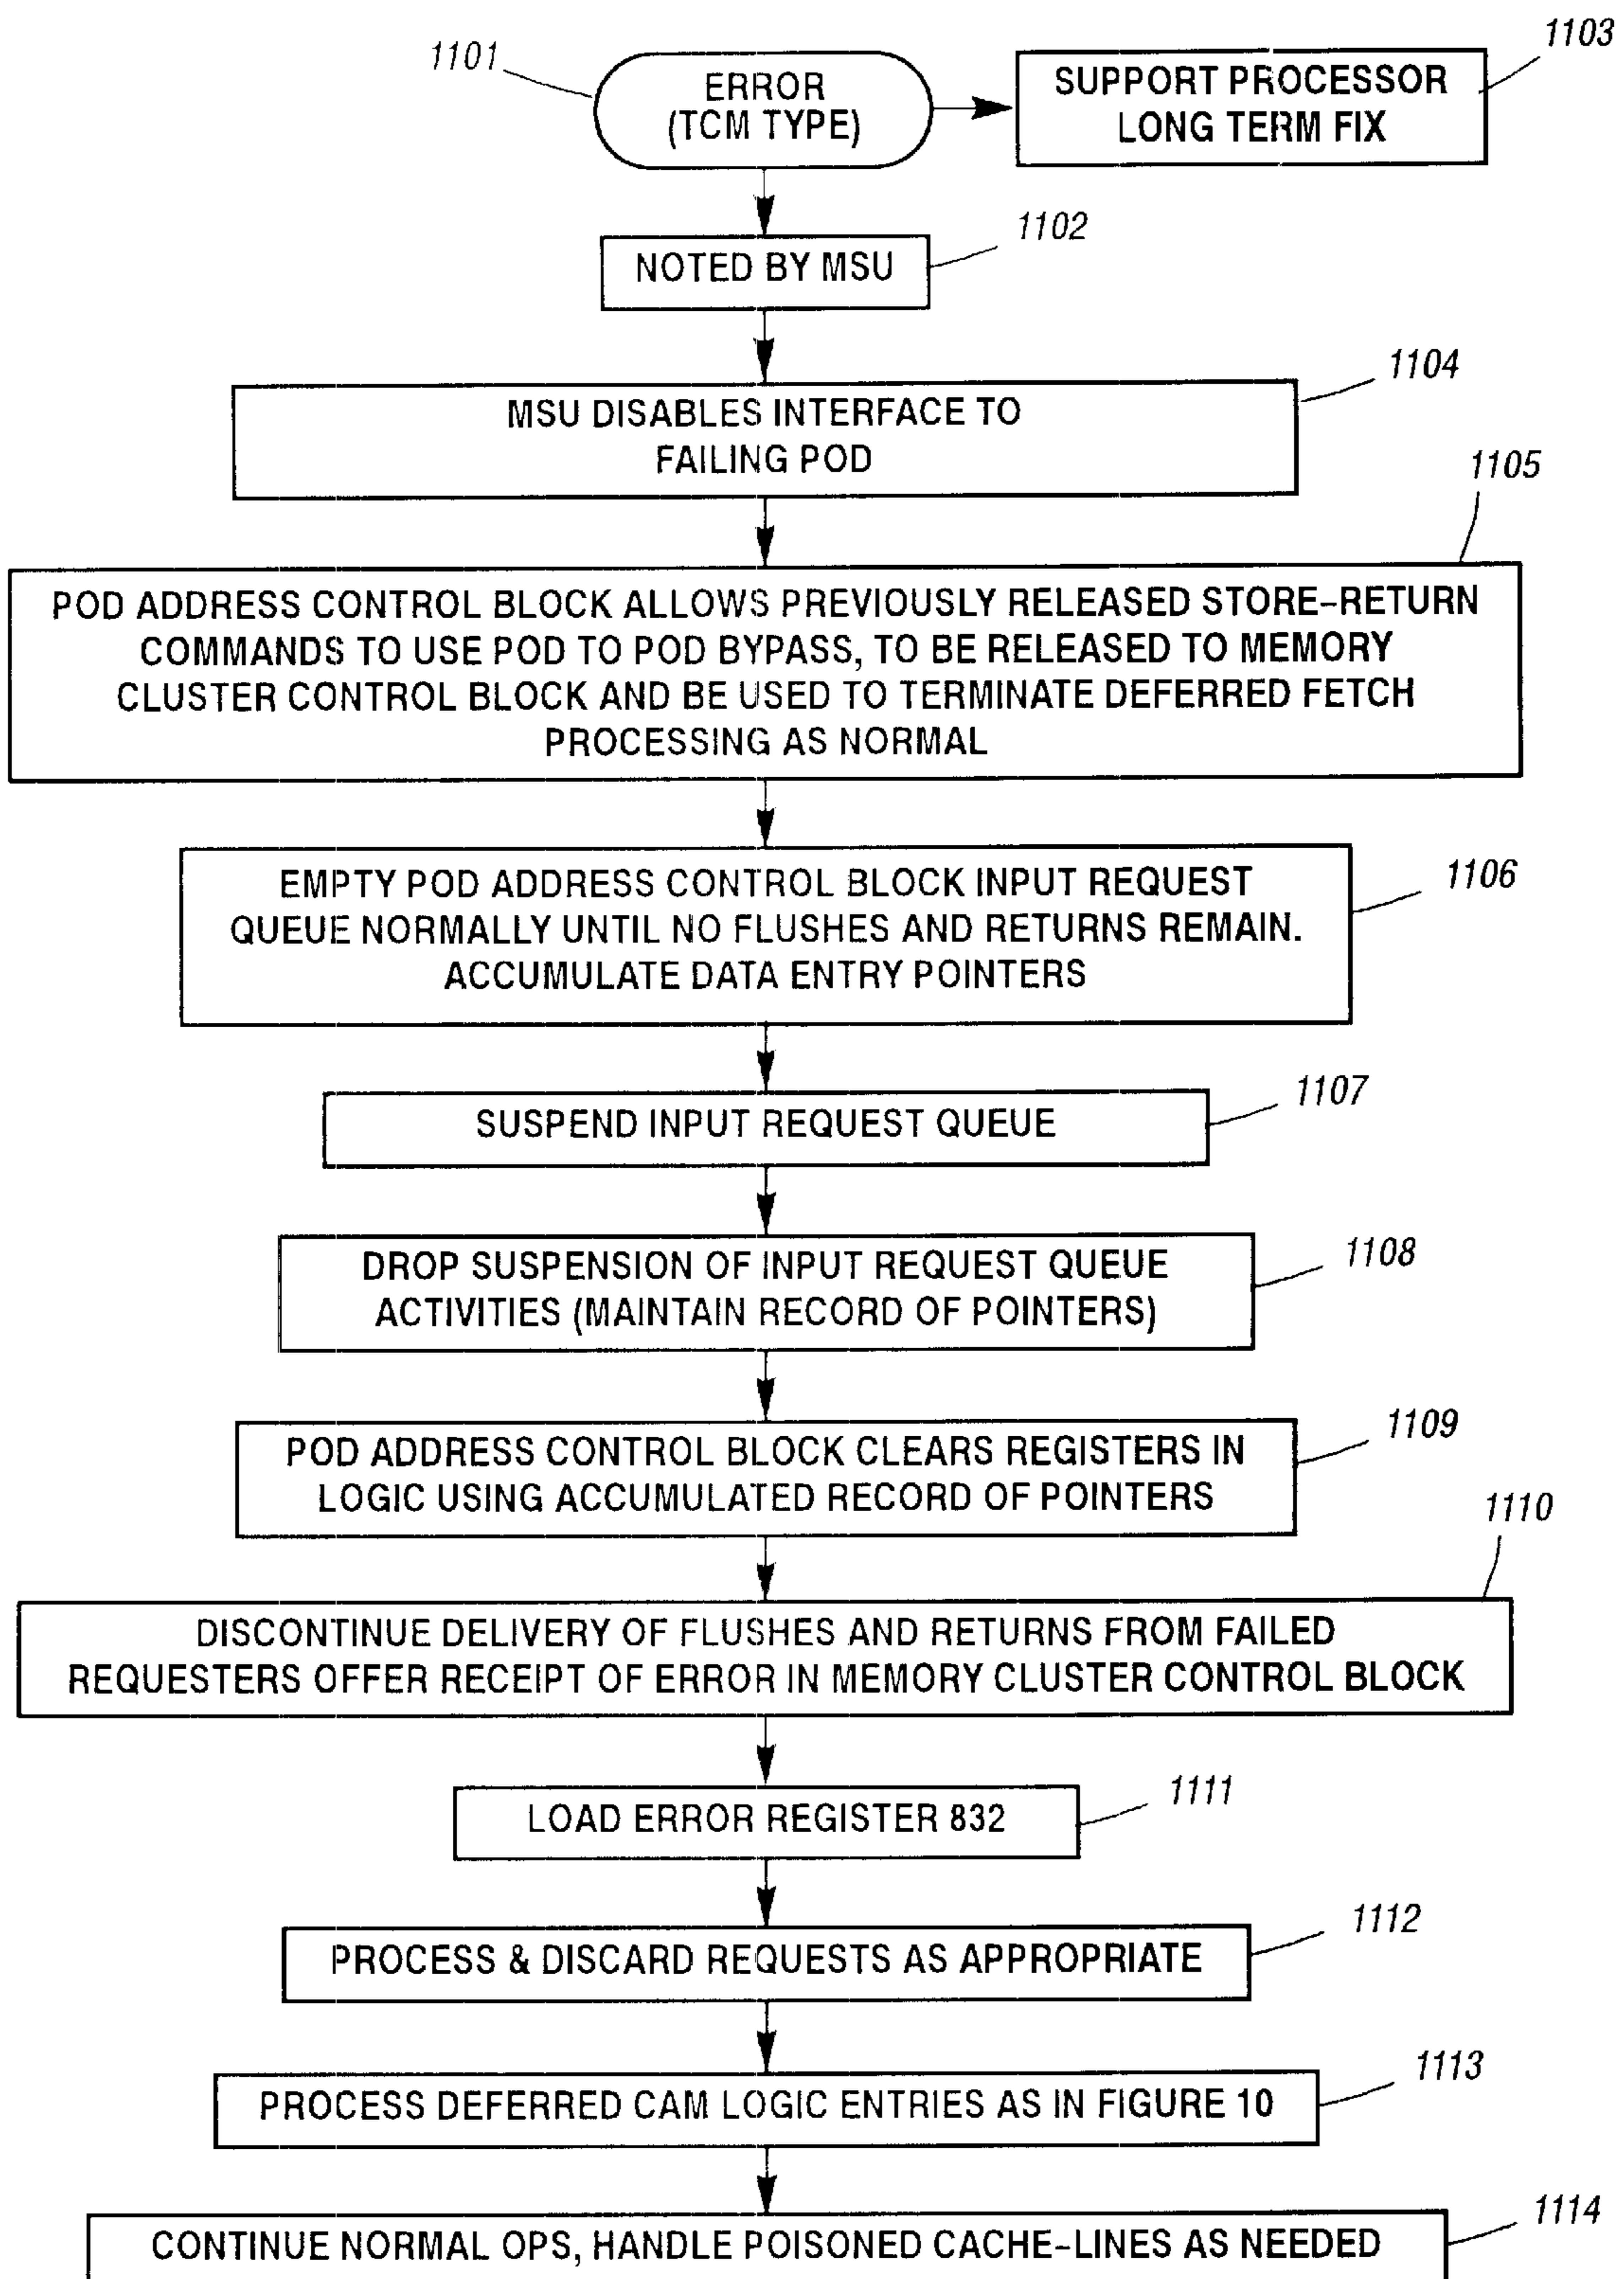 1101
ERROR
(TCM TYPE)
1103
SUPPORT PROCESSOR
LONG TERM FIX
1102
NOTED BY MSU
1104
MSU DISABLES INTERFACE TO
FAILING POD
1105
POD ADDRESS CONTROL BLOCK ALLOWS PREVIOUSLY RELEASED STORE-RETURN
COMMANDS TO USE POD TO POD BYPASS, TO BE RELEASED TO MEMORY
CLUSTER CONTROL BLOCK AND BE USED TO TERMINATE DEFERRED FETCH
PROCESSING AS NORMAL
1106
EMPTY POD ADDRESS CONTROL BLOCK INPUT REQUEST
QUEUE NORMALLY UNTIL NO FLUSHES AND RETURNS REMAIN.
ACCUMULATE DATA ENTRY POINTERS
1107
SUSPEND INPUT REQUEST QUEUE
1108
DROP SUSPENSION OF INPUT REQUEST QUEUE
ACTIVITIES (MAINTAIN RECORD OF POINTERS)
1109
POD ADDRESS CONTROL BLOCK CLEARS REGISTERS IN
LOGIC USING ACCUMULATED RECORD OF POINTERS
1110
DISCONTINUE DELIVERY OF FLUSHES AND RETURNS FROM FAILED
REQUESTERS OFFER RECEIPT OF ERROR IN MEMORY CLUSTER CONTROL BLOCK
1111
LOAD ERROR REGISTER 832
1112
PROCESS & DISCARD REQUESTS AS APPROPRIATE
1113
PROCESS DEFERRED CAM LOGIC ENTRIES AS IN FIGURE 10
1114
CONTINUE NORMAL OPS, HANDLE POISONED CACHE-LINES AS NEEDED